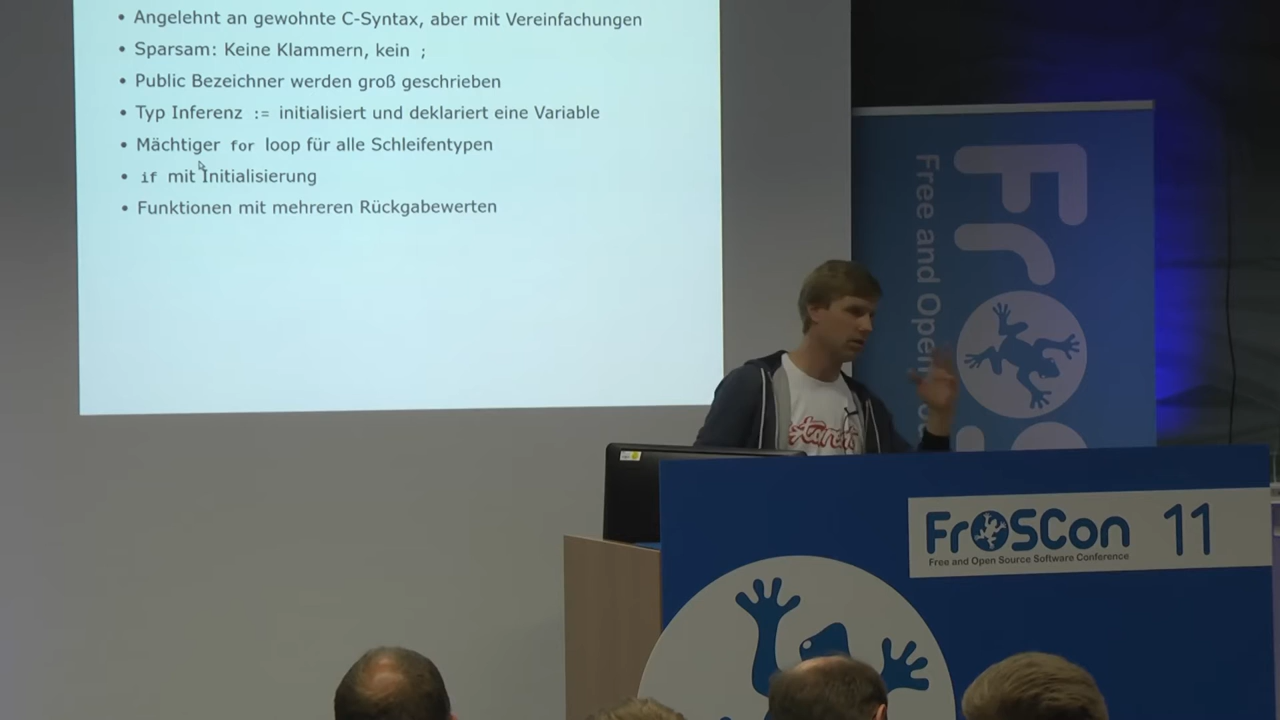 • Angelehnt an gewohnte C-Syntax, aber mit Vereinfachungen
• Sparsam: Keine Klammern, kein ;
• Public Bezeichner werden groß geschrieben
• Typ Inferenz := initialisiert und deklariert eine Variable
• Mächtiger for loop für alle Schleifentypen
• if mit Initialisierung
• Funktionen mit mehreren Rückgabewerten
Free and Open
FrOSCon 11
Free and Open Source Software Conference